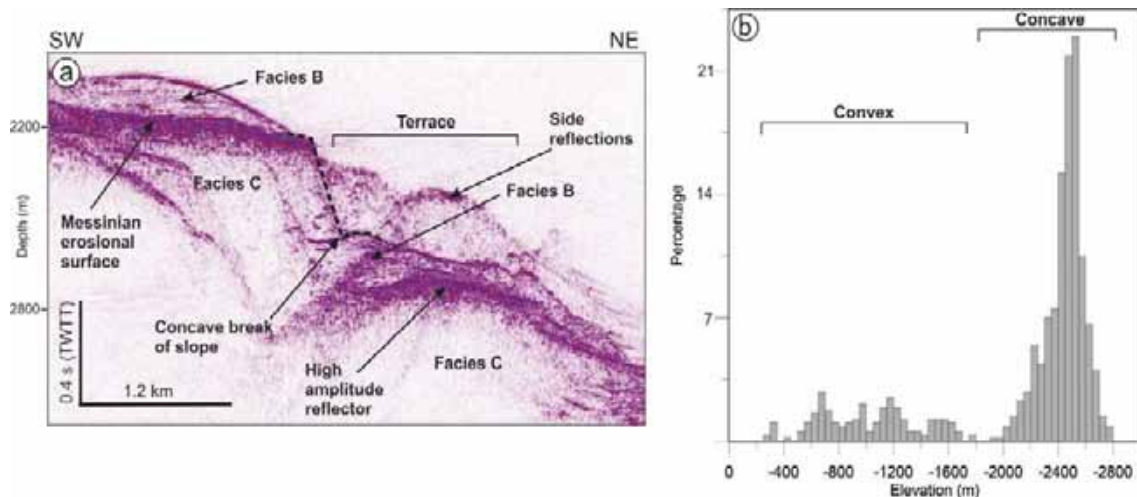 SW
NE
a
Facies B
Terrace
Side
reflections
2200
Facies B
Facies C
Messinian
erosional
surface
Depth (m)
2800
Concave break
of slope
0.4 s (TWTT)
1.2 km
High
amplitude
reflector
Facies C
b
Concave
21
Convex
Percentage
14
7
0
-400
-800
-1200
-1600
-2000
-2400
-2800
Elevation (m)